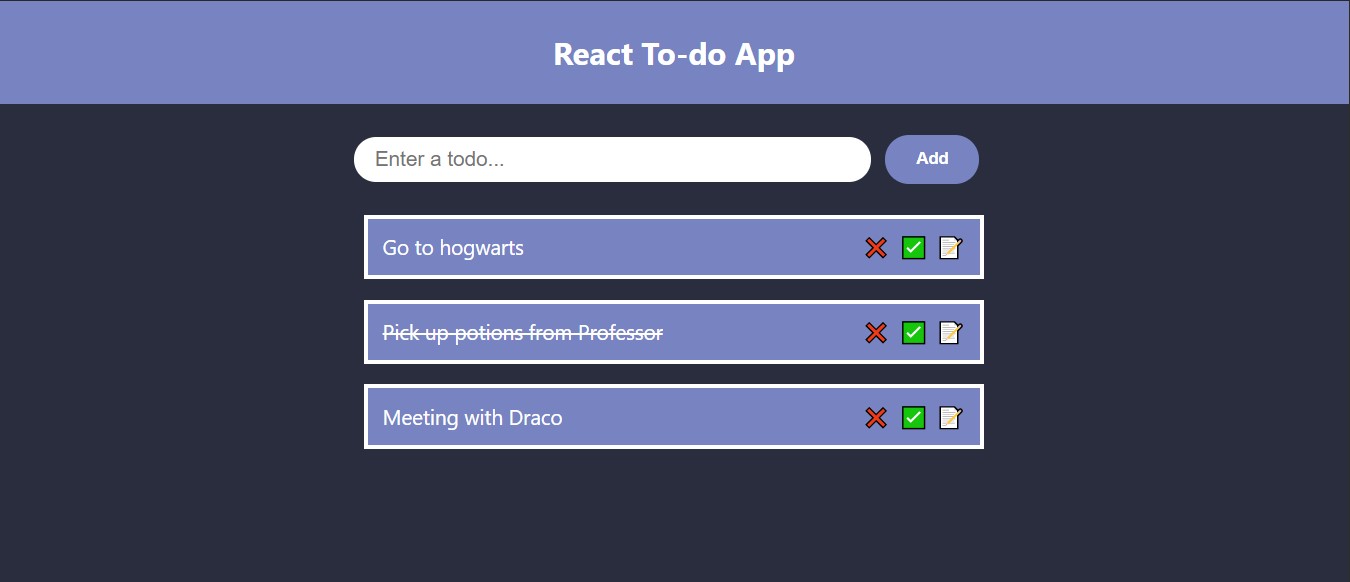 React To-do App
Enter a todo...
Add
Go to hogwarts
Pick up potions from Professor
Meeting with Draco